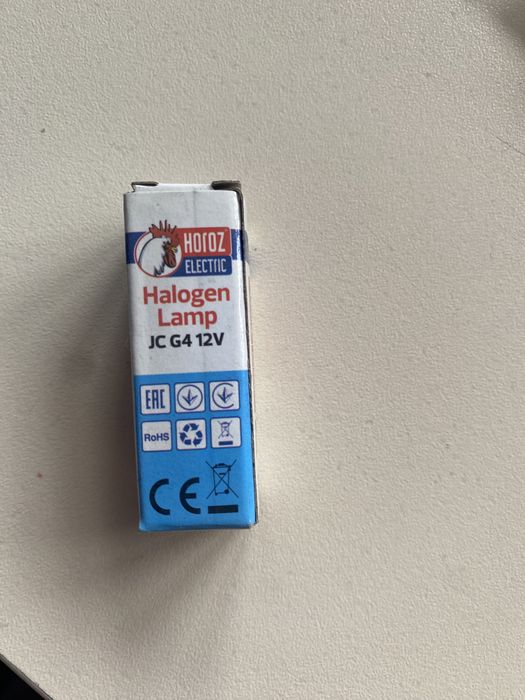 HOROZ
ELECTRIC
Halogen
Lamp
JC G4 12V
EAC
RoHS
CE